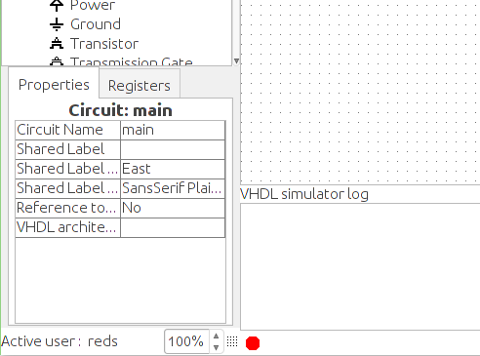 Power
Ground
Transistor
Transmission Gate
Properties Registers
Circuit: main
Circuit Name main
Shared Label
Shared Label ... East
Shared Label ... SansSerif Plai...
Reference to... No
VHDL archite...
VHDL simulator log
Active user : reds 100%